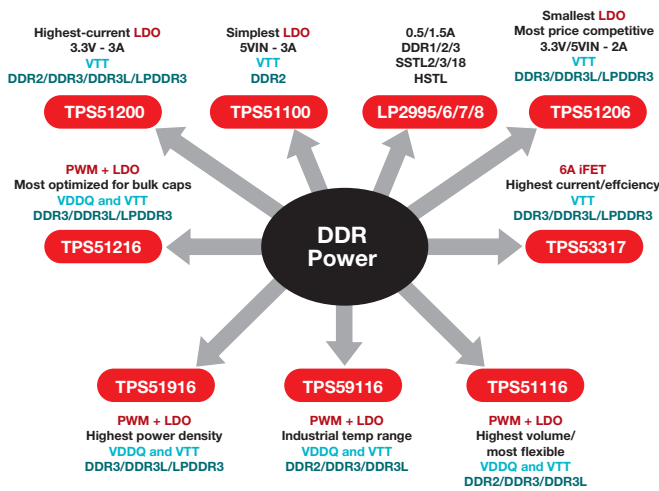 Highest-current LDO
3.3V - 3A
VTT
DDR2/DDR3/DDR3L/LPDDR3
TPS51200
Simplest LDO
5VIN - 3A
VTT
DDR2
TPS51100
0.5/1.5A
DDR1/2/3
SSTL2/3/18
HSTL
LP2995/6/7/8
Smallest LDO
Most price competitive
3.3V/5VIN - 2A
VTT
DDR3/DDR3L/LPDDR3
TPS51206
PWM + LDO
Most optimized for bulk caps
VDDQ and VTT
DDR3/DDR3L/LPDDR3
TPS51216
DDR
Power
6A iFET
Highest current/effciency
VTT
DDR3/DDR3L/LPDDR3
TPS53317
TPS51916
PWM + LDO
Highest power density
VDDQ and VTT
DDR3/DDR3L/LPDDR3
TPS59116
PWM + LDO
Industrial temp range
VDDQ and VTT
DDR2/DDR3/DDR3L
TPS51116
PWM + LDO
Highest volume/
most flexible
VDDQ and VTT
DDR2/DDR3/DDR3L